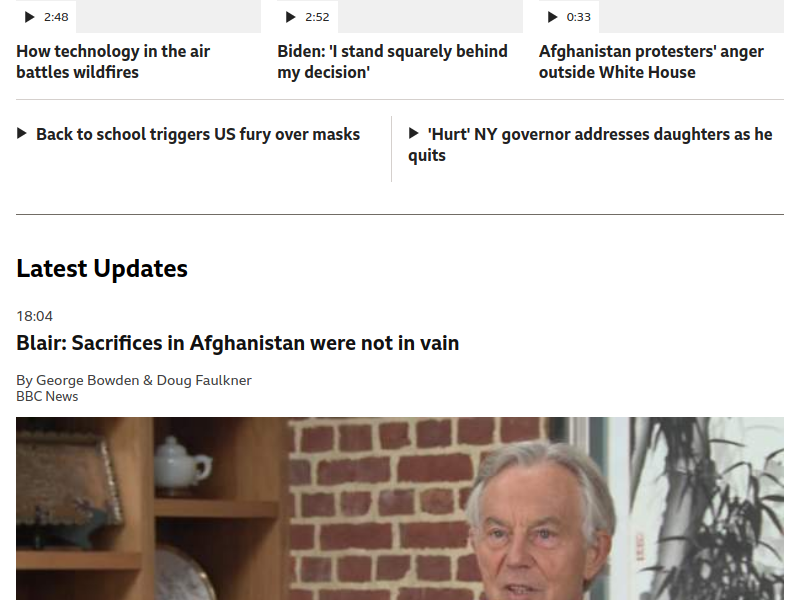 2:48
2:52
0:33
How technology in the air
battles wildfires
Biden: 'I stand squarely behind
my decision'
Afghanistan protesters' anger
outside White House
Back to school triggers US fury over masks
'Hurt' NY governor addresses daughters as he
quits
Latest Updates
18:04
Blair: Sacrifices in Afghanistan were not in vain
By George Bowden & Doug Faulkner
BBC News